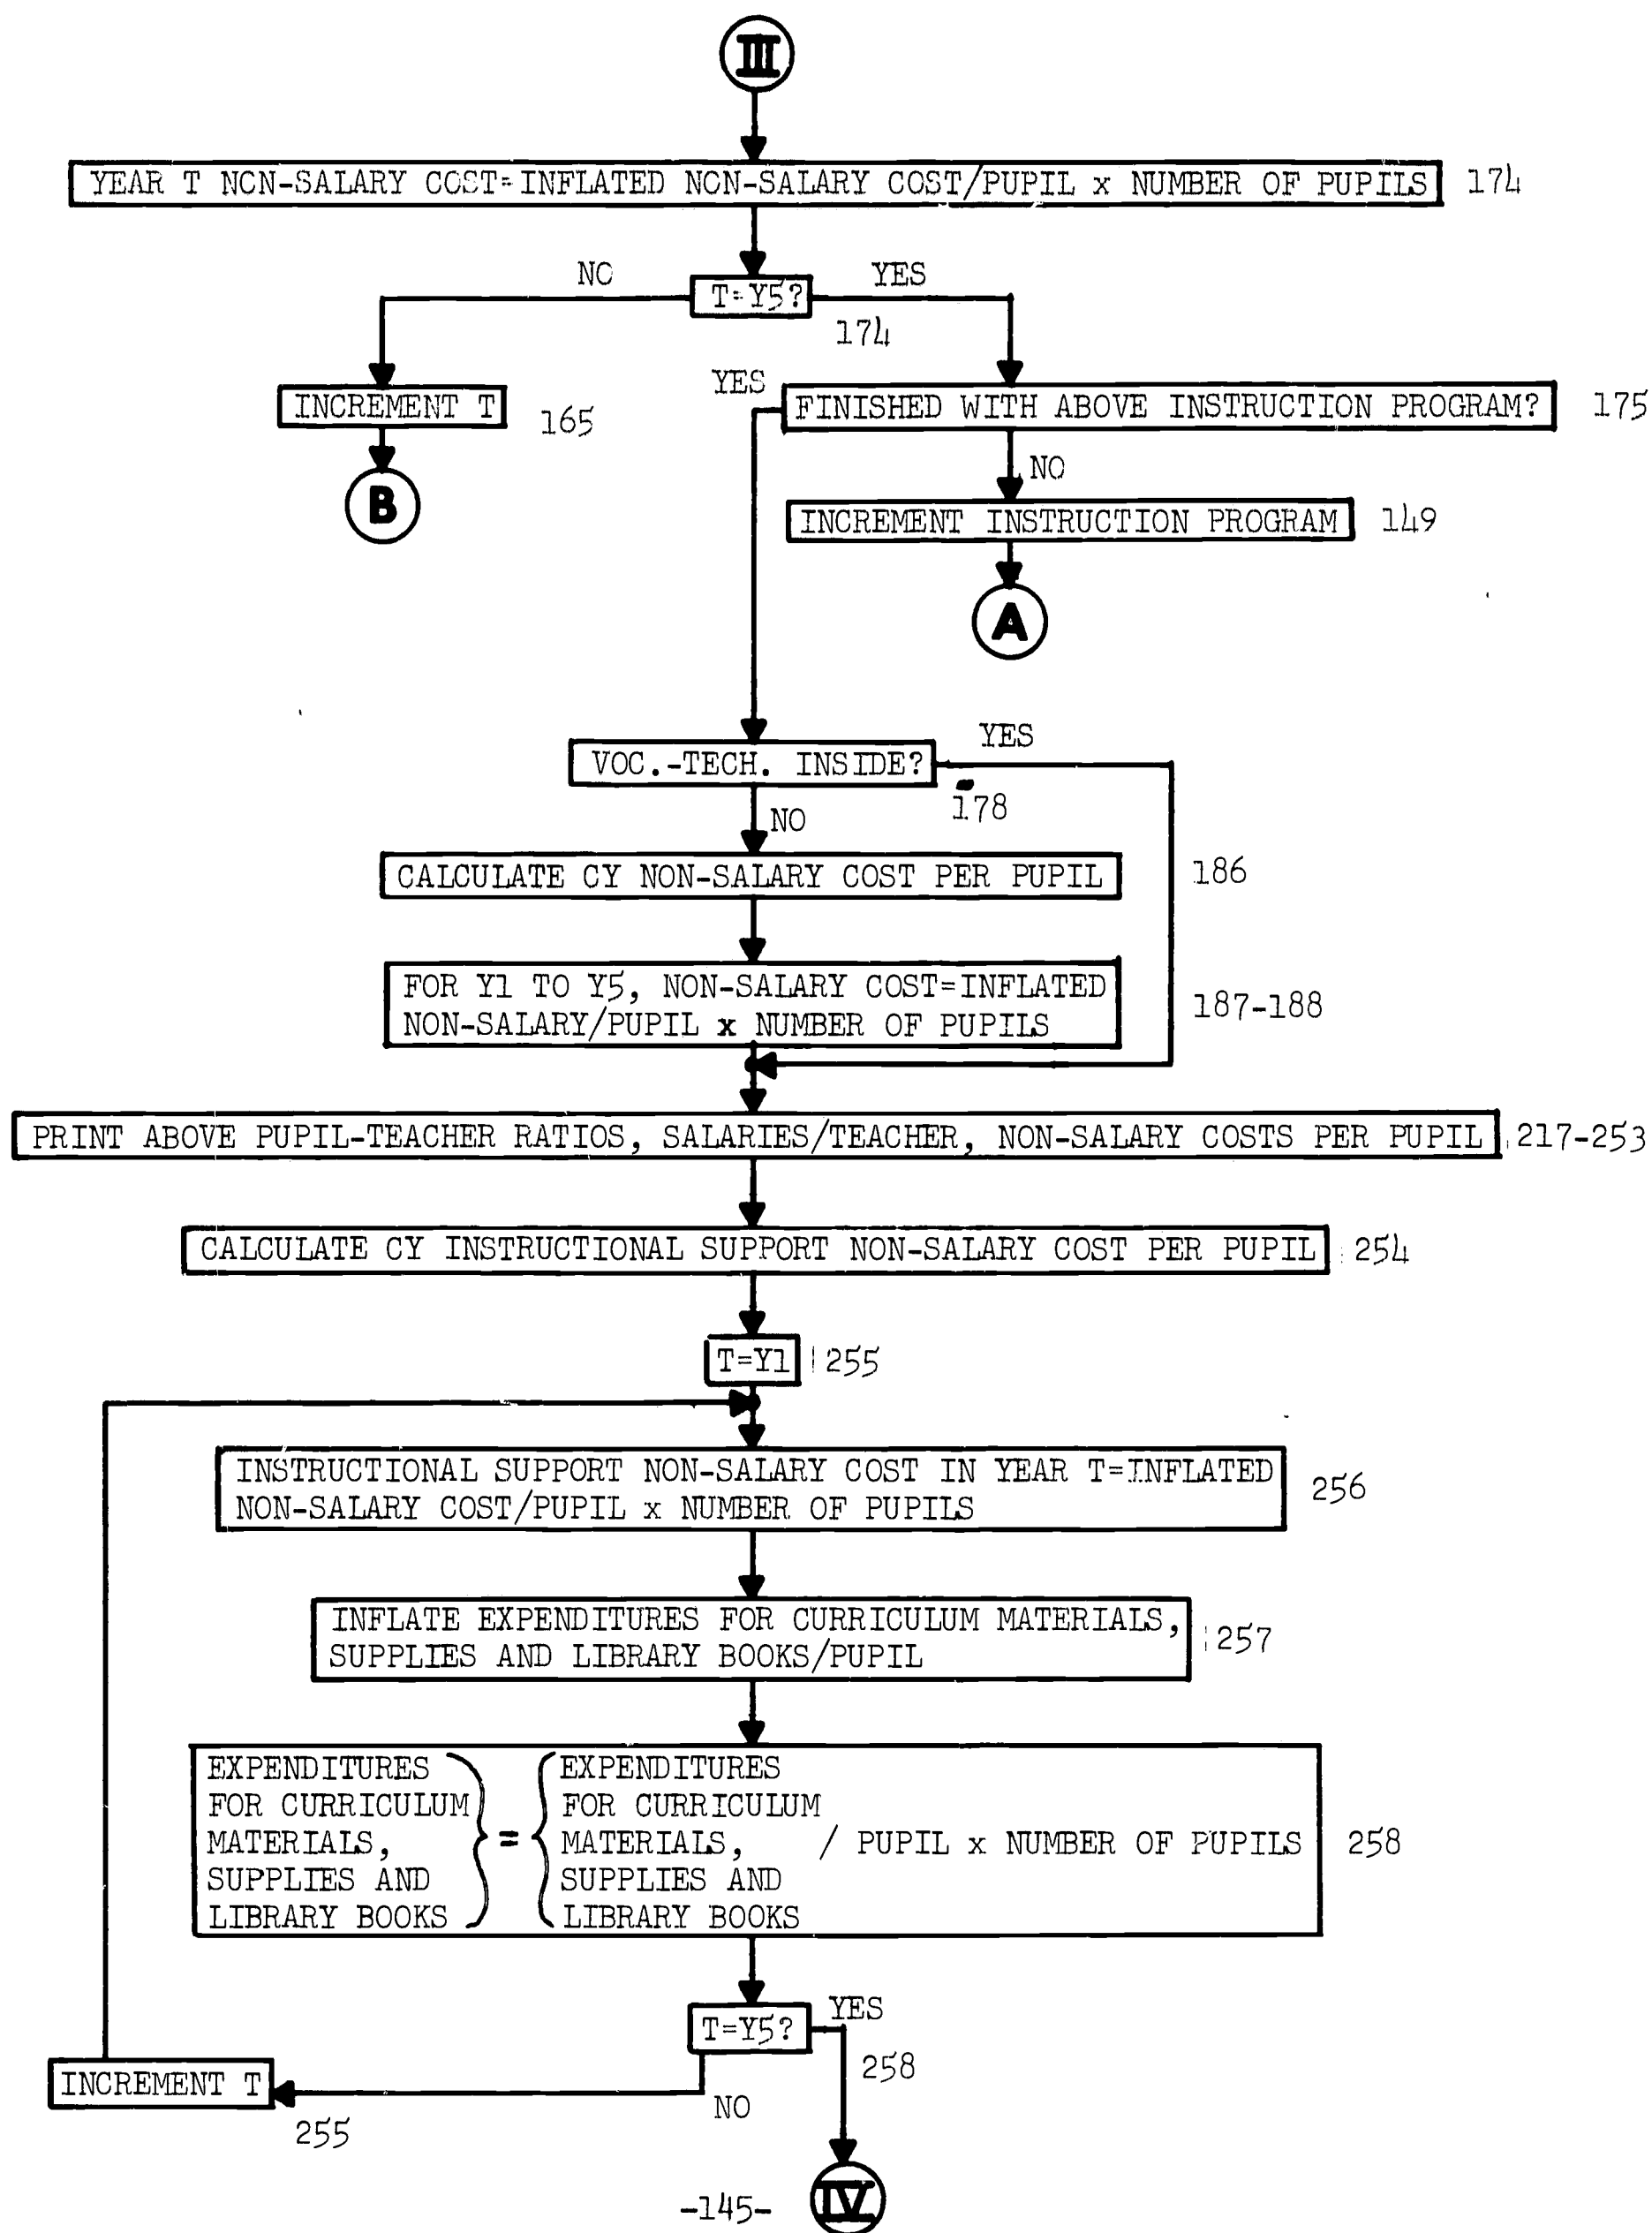 III
YEAR T NON-SALARY COST=INFLATED NON-SALARY COST/PUPIL x NUMBER OF PUPILS 174
NO YES
T=Y5?
174
INCREMENT T 165
B
YES
FINISHED WITH ABOVE INSTRUCTION PROGRAM? 175
NO
INCREMENT INSTRUCTION PROGRAM 149
A
VOC.-TECH. INSIDE?
YES
178
NO
CALCULATE CY NON-SALARY COST PER PUPIL 186
FOR Y1 TO Y5, NON-SALARY COST=INFLATED
NON-SALARY/PUPIL x NUMBER OF PUPILS
187-188
PRINT ABOVE PUPIL-TEACHER RATIOS, SALARIES/TEACHER, NON-SALARY COSTS PER PUPIL 217-253
CALCULATE CY INSTRUCTIONAL SUPPORT NON-SALARY COST PER PUPIL 254
T=Y1 255
INSTRUCTIONAL SUPPORT NON-SALARY COST IN YEAR T=INFLATED
NON-SALARY COST/PUPIL x NUMBER OF PUPILS
256
INFLATE EXPENDITURES FOR CURRICULUM MATERIALS,
SUPPLIES AND LIBRARY BOOKS/PUPIL
257
EXPENDITURES EXPENDITURES
FOR CURRICULUM FOR CURRICULUM
MATERIALS, = MATERIALS, / PUPIL x NUMBER OF PUPILS 258
SUPPLIES AND SUPPLIES AND
LIBRARY BOOKS LIBRARY BOOKS
T=Y5?
YES
258
INCREMENT T
NO
255
-145-
IV